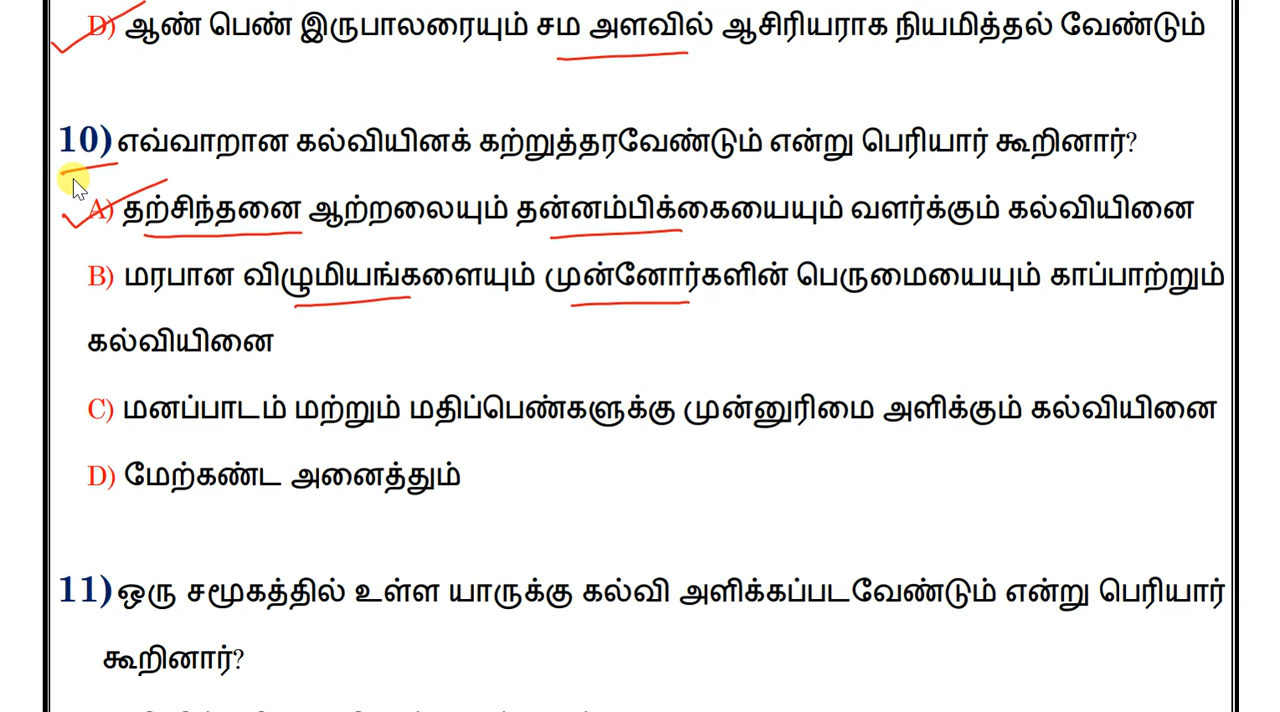 D) ஆண் பெண் இருபாலரையும் சம அளவில் ஆசிரியராக நியமித்தல் வேண்டும்
10) எவ்வாறான கல்வியினக் கற்றுத்தரவேண்டும் என்று பெரியார் கூறினார்?
A) தற்சிந்தனை ஆற்றலையும் தன்னம்பிக்கையையும் வளர்க்கும் கல்வியினை
B) மரபான விழுமியங்களையும் முன்னோர்களின் பெருமையையும் காப்பாற்றும்
கல்வியினை
C) மனப்பாடம் மற்றும் மதிப்பெண்களுக்கு முன்னுரிமை அளிக்கும் கல்வியினை
D) மேற்கண்ட அனைத்தும்
11) ஒரு சமூகத்தில் உள்ள யாருக்கு கல்வி அளிக்கப்படவேண்டும் என்று பெரியார்
கூறினார்?